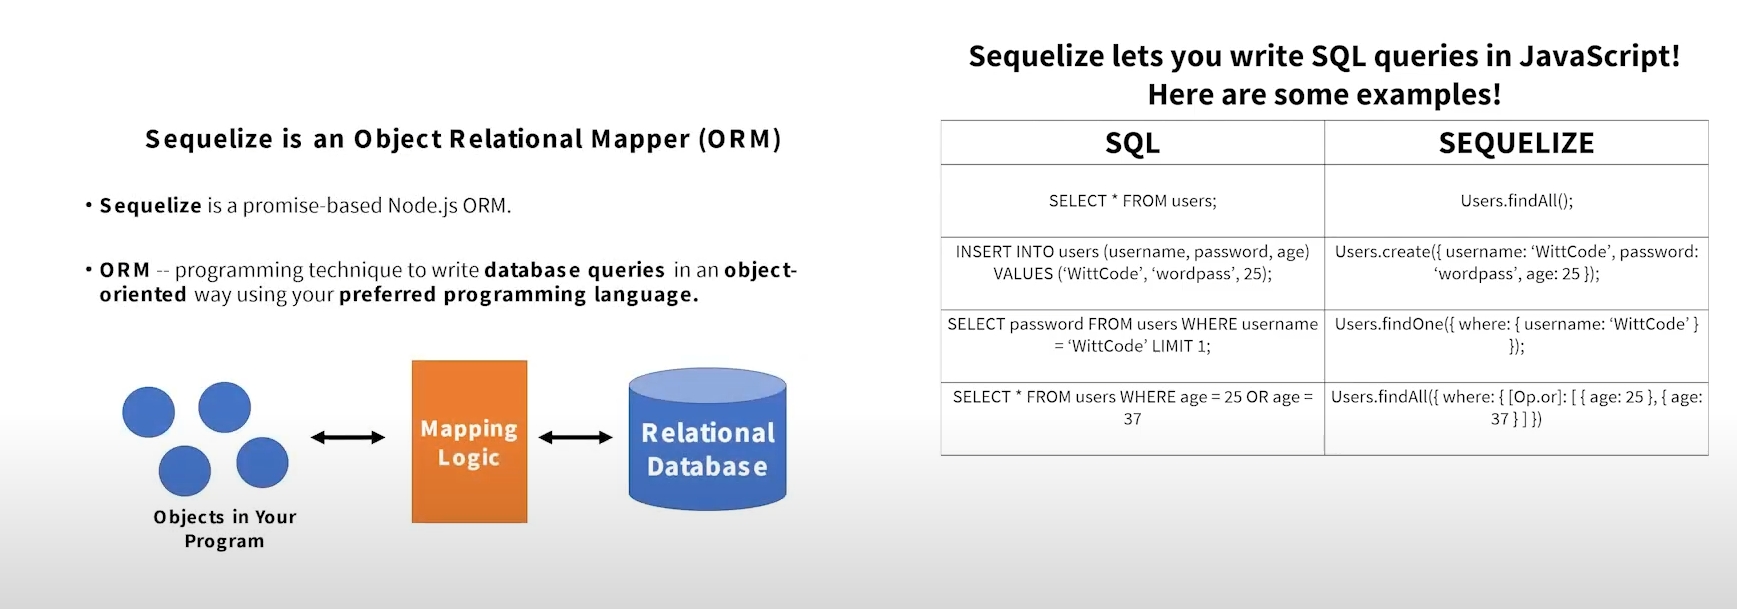 Sequelize is an Object Relational Mapper (ORM)
• Sequelize is a promise-based Node.js ORM.
• ORM -- programming technique to write database queries in an object-
oriented way using your preferred programming language.
Objects in Your
Program
Mapping
Logic
Relational
Database
Sequelize lets you write SQL queries in JavaScript!
Here are some examples!
SQL
SEQUELIZE
SELECT * FROM users;
Users.findAll();
INSERT INTO users (username, password, age)
VALUES (‘WittCode’, ‘wordpass’, 25);
Users.create({ username: ‘WittCode’, password:
‘wordpass’, age: 25 });
SELECT password FROM users WHERE username
= ‘WittCode’ LIMIT 1;
Users.findOne({ where: { username: ‘WittCode’ }
});
SELECT * FROM users WHERE age = 25 OR age =
37
Users.findAll({ where: { [Op.or]: [ { age: 25 }, { age:
37 } ] })